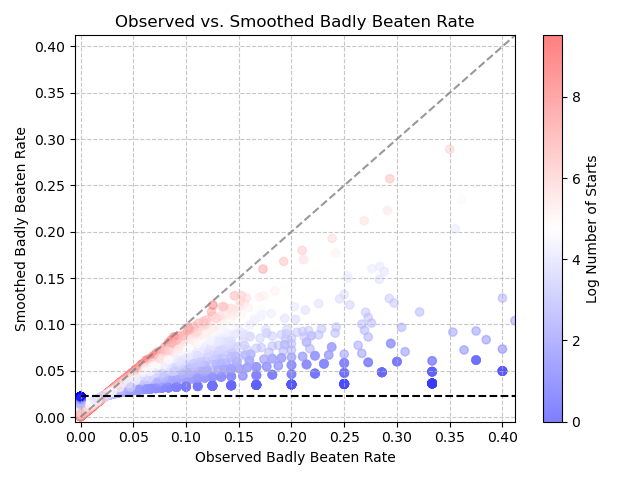 Observed vs. Smoothed Badly Beaten Rate
Smoothed Badly Beaten Rate
0.40
0.35
0.30
0.25
0.20
0.15
0.10
0.05
0.00
0.00 0.05 0.10 0.15 0.20 0.25 0.30 0.35 0.40
Observed Badly Beaten Rate
8
6
4
2
0
Log Number of Starts